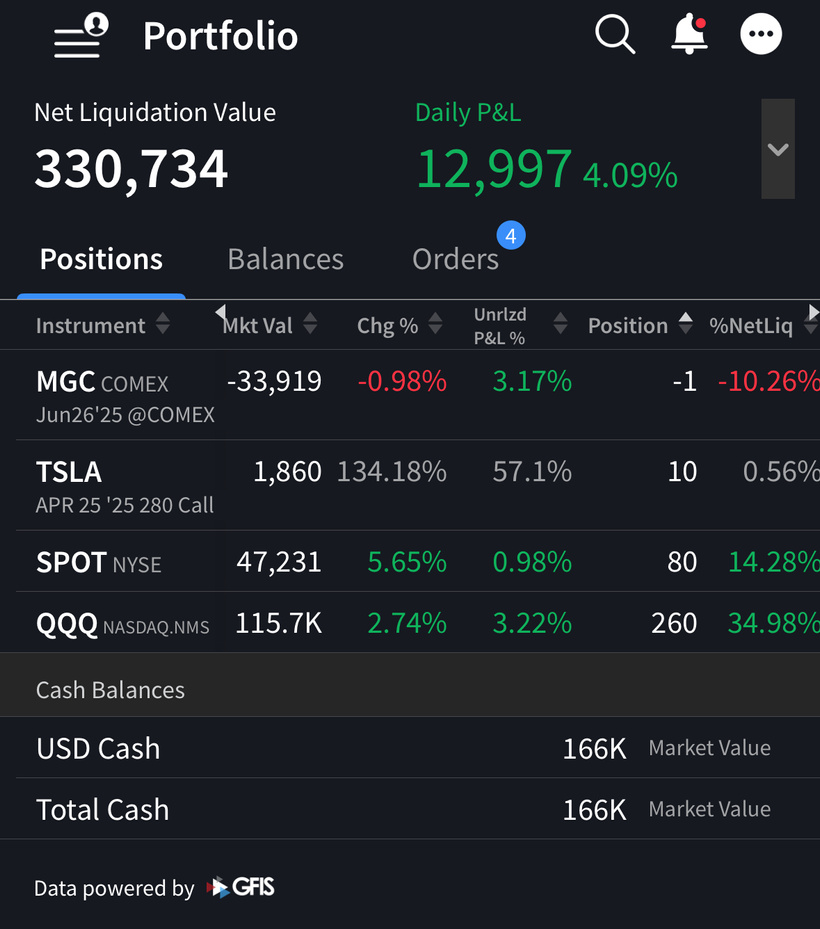 Portfolio
Net Liquidation Value Daily P&L
330,734 12,997 4.09%
4
Positions Balances Orders
Instrument Mkt Val Chg % Unrlzd P&L % Position %NetLiq
MGC COMEX -33,919 -0.98% 3.17% -1 -10.26%
Jun26'25 @COMEX
TSLA 1,860 134.18% 57.1% 10 0.56%
APR 25 '25 280 Call
SPOT NYSE 47,231 5.65% 0.98% 80 14.28%
QQQ NASDAQ.NMS 115.7K 2.74% 3.22% 260 34.98%
Cash Balances
USD Cash 166K Market Value
Total Cash 166K Market Value
Data powered by GFIS